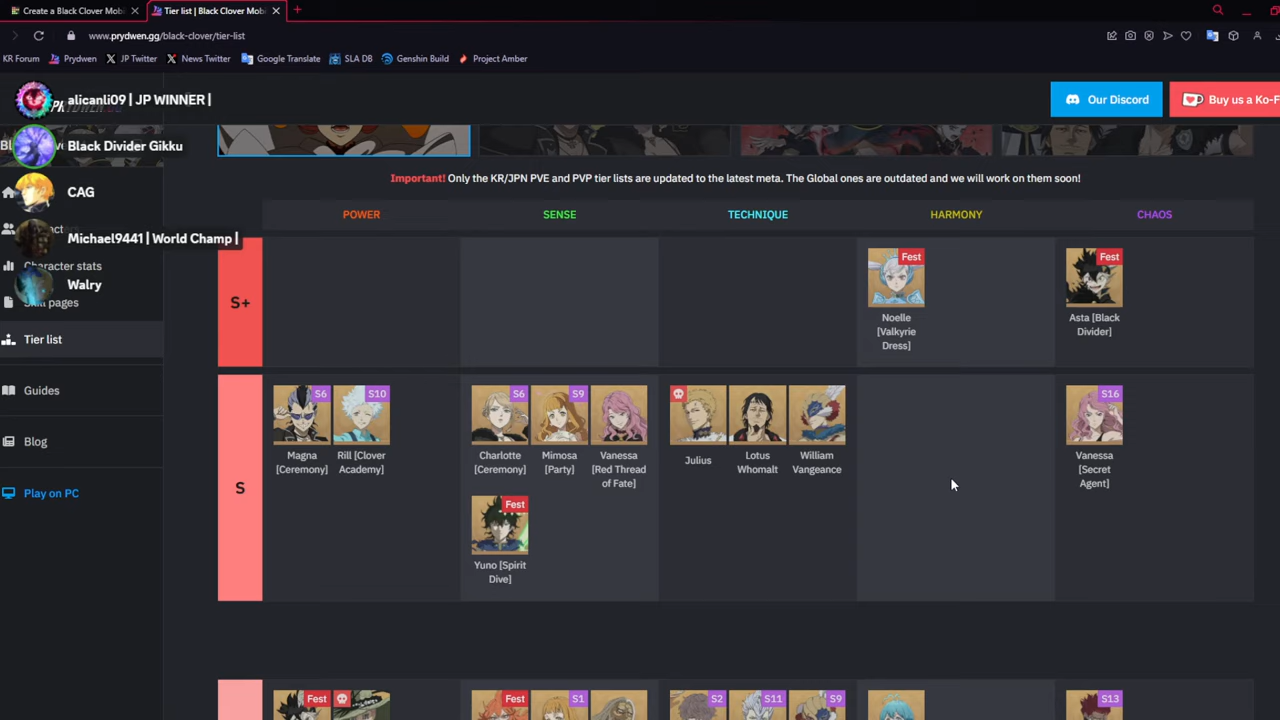 Create a Black Clover Mobi
Tier list | Black Clover Mobi
www.prydwen.gg/black-clover/tier-list
KR Forum
Prydwen
JP Twitter
News Twitter
Google Translate
SLA DB
Genshin Build
Project Amber
alicanli09 | JP WINNER |
Our Discord
Buy us a Ko-F
Black Divider Gikku
CAG
Michael9441 | World Champ |
Character stats
Walry
Skill pages
Tier list
Guides
Blog
Play on PC
Important! Only the KR/JPN PVE and PVP tier lists are updated to the latest meta. The Global ones are outdated and we will work on them soon!
POWER
SENSE
TECHNIQUE
HARMONY
CHAOS
S+
Fest
Noelle
[Valkyrie
Dress]
Fest
Asta [Black
Divider]
S
S6
Magna
[Ceremony]
S10
Rill [Clover
Academy]
S6
Charlotte
[Ceremony]
S9
Mimosa
[Party]
Vanessa
[Red Thread
of Fate]
Fest
Yuno [Spirit
Dive]
Julius
Lotus
Whomalt
William
Vangeance
S16
Vanessa
[Secret
Agent]
Fest
Fest
S1
S2
S11
S9
S13